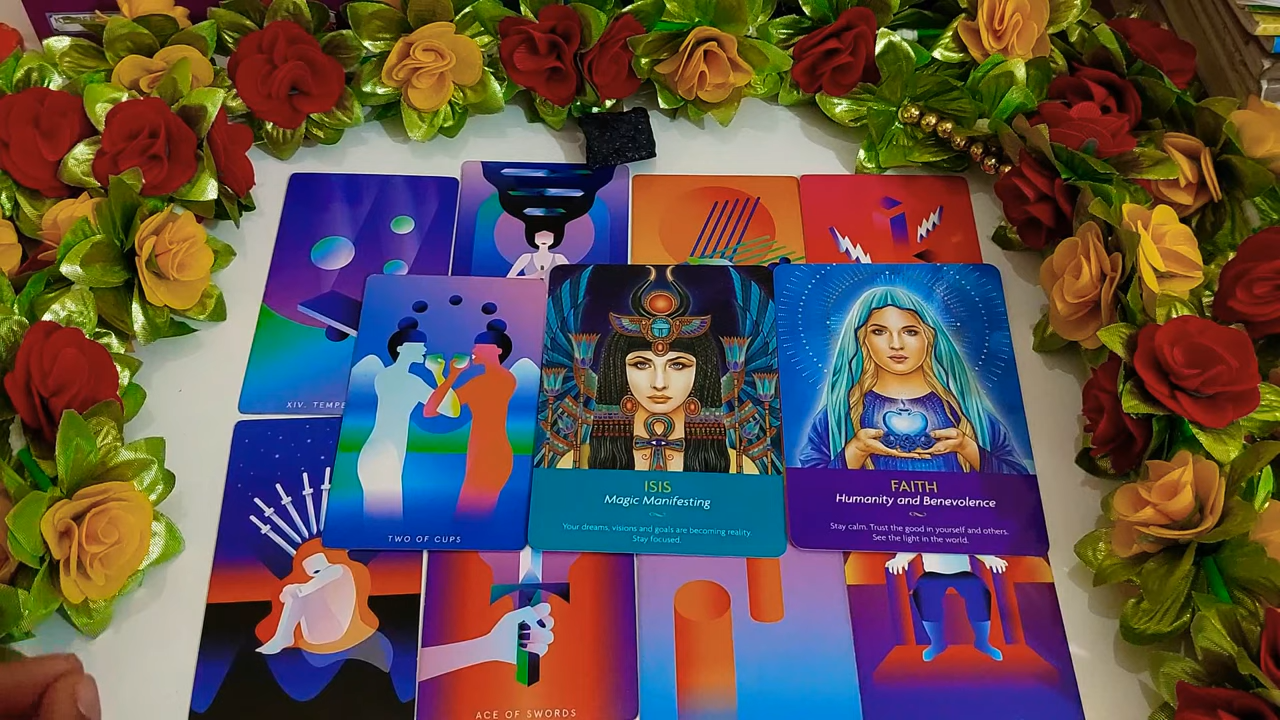 XIV. TEMPE
TWO OF CUPS
ISIS
Magic Manifesting
Your dreams, visions and goals are becoming reality.
Stay focused.
FAITH
Humanity and Benevolence
Stay calm. Trust the good in yourself and others.
See the light in the world.
ACE OF SWORDS